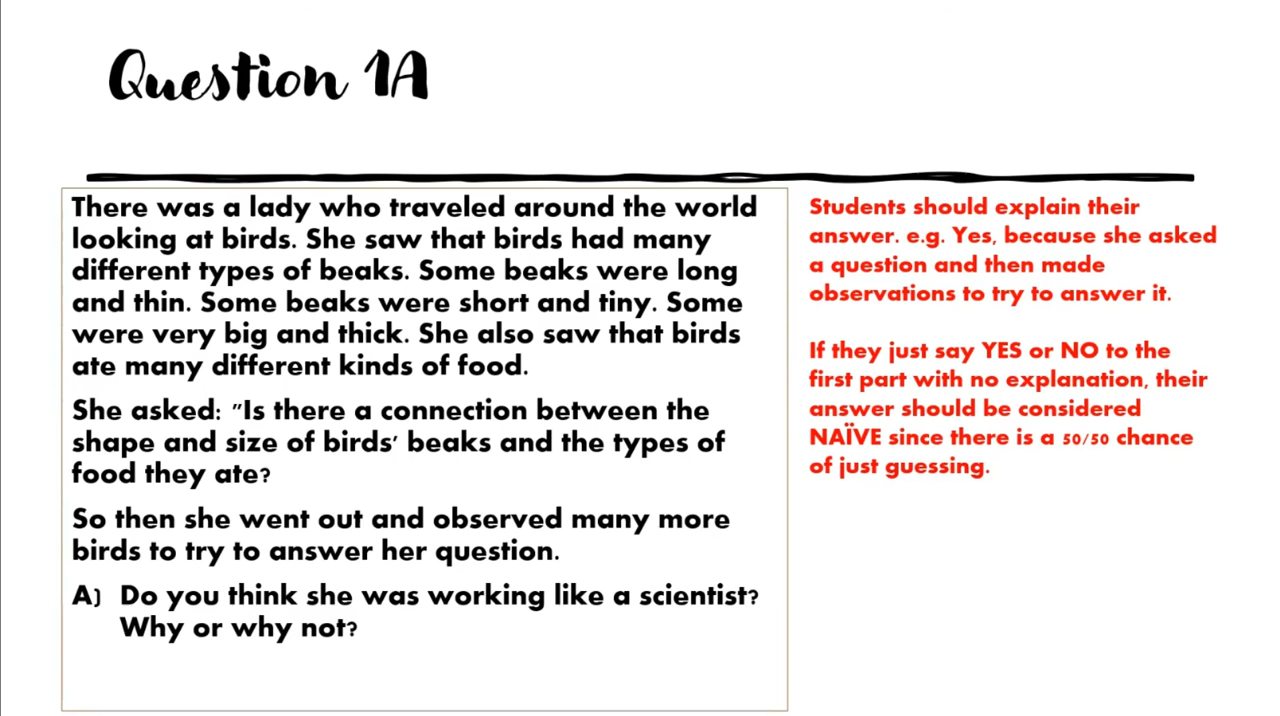 Question 1A
There was a lady who traveled around the world
looking at birds. She saw that birds had many
different types of beaks. Some beaks were long
and thin. Some beaks were short and tiny. Some
were very big and thick. She also saw that birds
ate many different kinds of food.
She asked: "Is there a connection between the
shape and size of birds' beaks and the types of
food they ate?
So then she went out and observed many more
birds to try to answer her question.
A) Do you think she was working like a scientist?
Why or why not?
Students should explain their
answer. e.g. Yes, because she asked
a question and then made
observations to try to answer it.
If they just say YES or NO to the
first part with no explanation, their
answer should be considered
NAÏVE since there is a 50/50 chance
of just guessing.